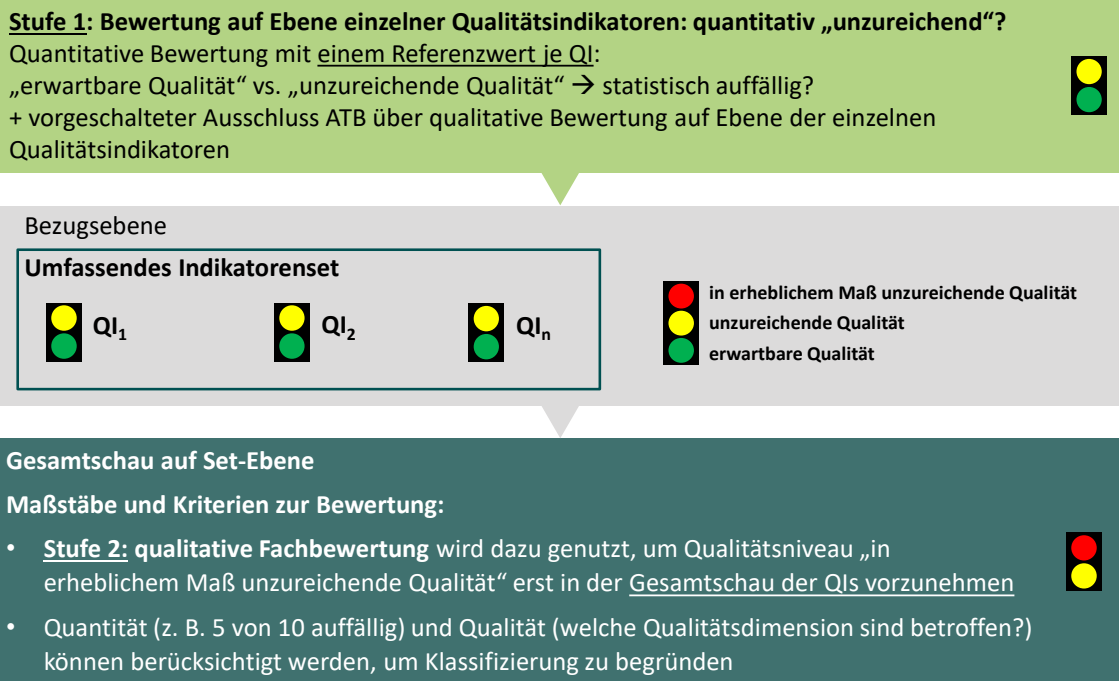 Stufe 1: Bewertung auf Ebene einzelner Qualitätsindikatoren: quantitativ „unzureichend“?
Quantitative Bewertung mit einem Referenzwert je QI:
„erwartbare Qualität“ vs. „unzureichende Qualität“ → statistisch auffällig?
+ vorgeschalteter Ausschluss ATB über qualitative Bewertung auf Ebene der einzelnen
Qualitätsindikatoren
Bezugsebene
Umfassendes Indikatorenset
QI1
QI2
QIn
in erheblichem Maß unzureichende Qualität
unzureichende Qualität
erwartbare Qualität
Gesamtschau auf Set-Ebene
Maßstäbe und Kriterien zur Bewertung:
• Stufe 2: qualitative Fachbewertung wird dazu genutzt, um Qualitätsniveau „in
erheblichem Maß unzureichende Qualität“ erst in der Gesamtschau der QIs vorzunehmen
• Quantität (z. B. 5 von 10 auffällig) und Qualität (welche Qualitätsdimension sind betroffen?)
können berücksichtigt werden, um Klassifizierung zu begründen